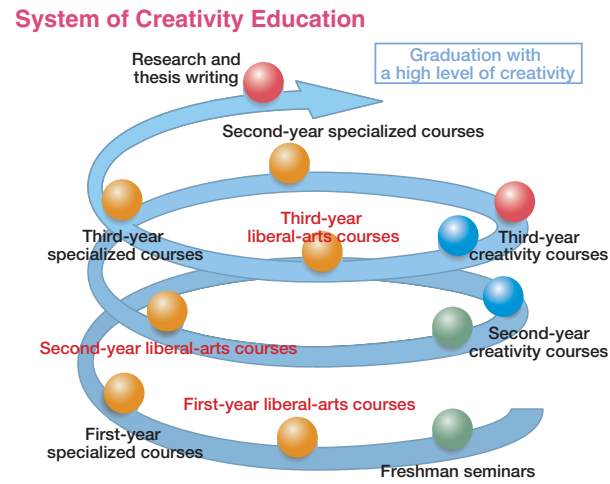 System of Creativity Education
Research and
thesis writing
Graduation with
a high level of creativity
Second-year specialized courses
Third-year
liberal-arts courses
Third-year
specialized courses
Third-year
creativity courses
Second-year liberal-arts courses
Second-year
creativity courses
First-year liberal-arts courses
First-year
specialized courses
Freshman seminars